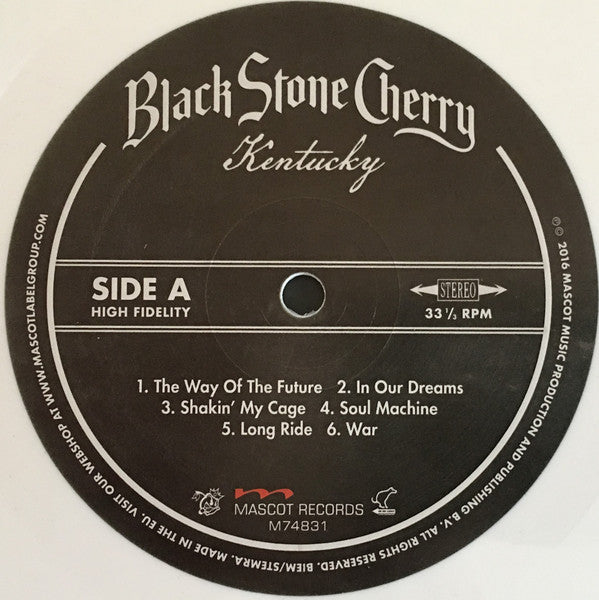 Black Stone Cherry
Kentucky
SIDE A
HIGH FIDELITY
STEREO
33 1/3 RPM
1. The Way Of The Future 2. In Our Dreams
3. Shakin' My Cage 4. Soul Machine
5. Long Ride 6. War
MASCOT RECORDS
M74831
℗ © 2016 MASCOT MUSIC PRODUCTION AND PUBLISHING B.V. ALL RIGHTS RESERVED. BIEM/STEMRA. MADE IN THE EU. VISIT OUR WEBSHOP AT WWW.MASCOTLABELGROUP.COM